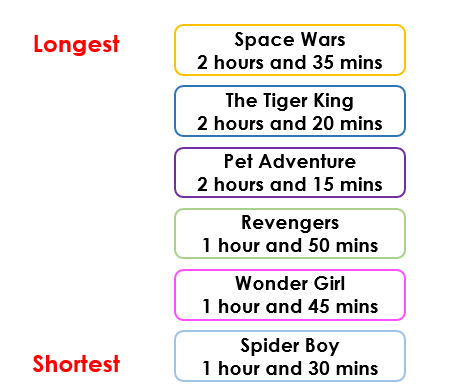 Longest
Space Wars
2 hours and 35 mins
The Tiger King
2 hours and 20 mins
Pet Adventure
2 hours and 15 mins
Revengers
1 hour and 50 mins
Wonder Girl
1 hour and 45 mins
Spider Boy
1 hour and 30 mins
Shortest